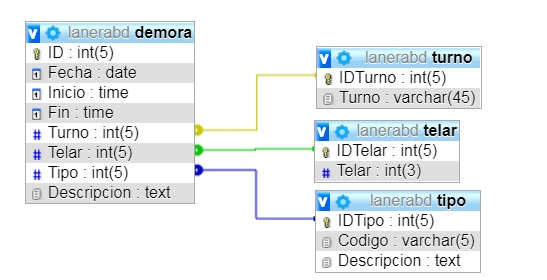 lanerabd demora
ID : int(5)
Fecha : date
Inicio : time
Fin : time
# Turno : int(5)
# Telar : int(5)
# Tipo : int(5)
Descripcion : text
lanerabd turno
IDTurno : int(5)
Turno : varchar(45)
lanerabd telar
IDTelar : int(5)
# Telar : int(3)
lanerabd tipo
IDTipo : int(5)
Codigo : varchar(5)
Descripcion : text